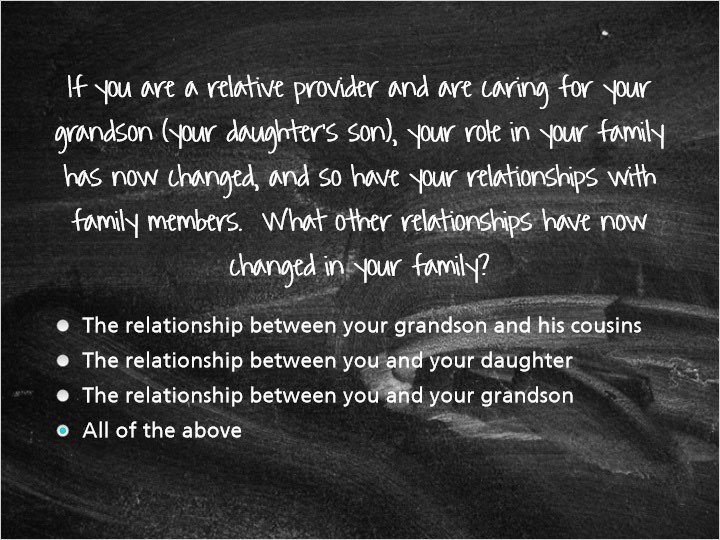 If you are a relative provider and are caring for your
grandson (your daughter's son), your role in your family
has now changed, and so have your relationships with
family members.  What other relationships have now
changed in your family?
The relationship between your grandson and his cousins
The relationship between you and your daughter
The relationship between you and your grandson
All of the above